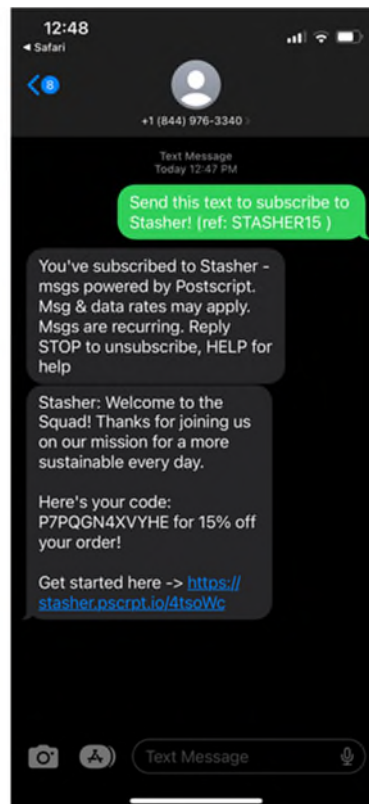 12:48
◀ Safari
8
+1 (844) 976-3340 >
Text Message
Today 12:47 PM
Send this text to subscribe to
Stasher! (ref: STASHER15 )
You've subscribed to Stasher -
msgs powered by Postscript.
Msg & data rates may apply.
Msgs are recurring. Reply
STOP to unsubscribe, HELP for
help
Stasher: Welcome to the
Squad! Thanks for joining us
on our mission for a more
sustainable every day.
Here's your code:
P7PQGN4XVYHE for 15% off
your order!
Get started here -> https://
stasher.pscrpt.io/4tsoWc
Text Message